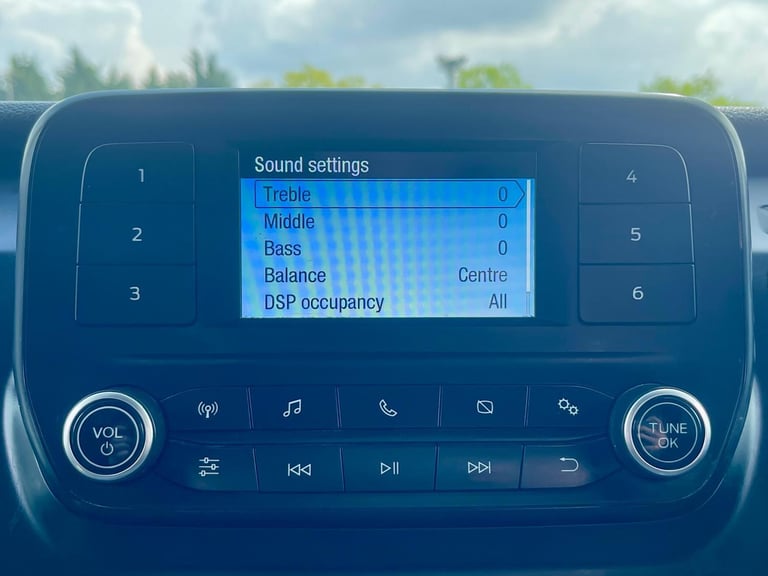 Sound settings
Treble 0
Middle 0
Bass 0
Balance Centre
DSP occupancy All
1
2
3
4
5
6
VOL
TUNE
OK